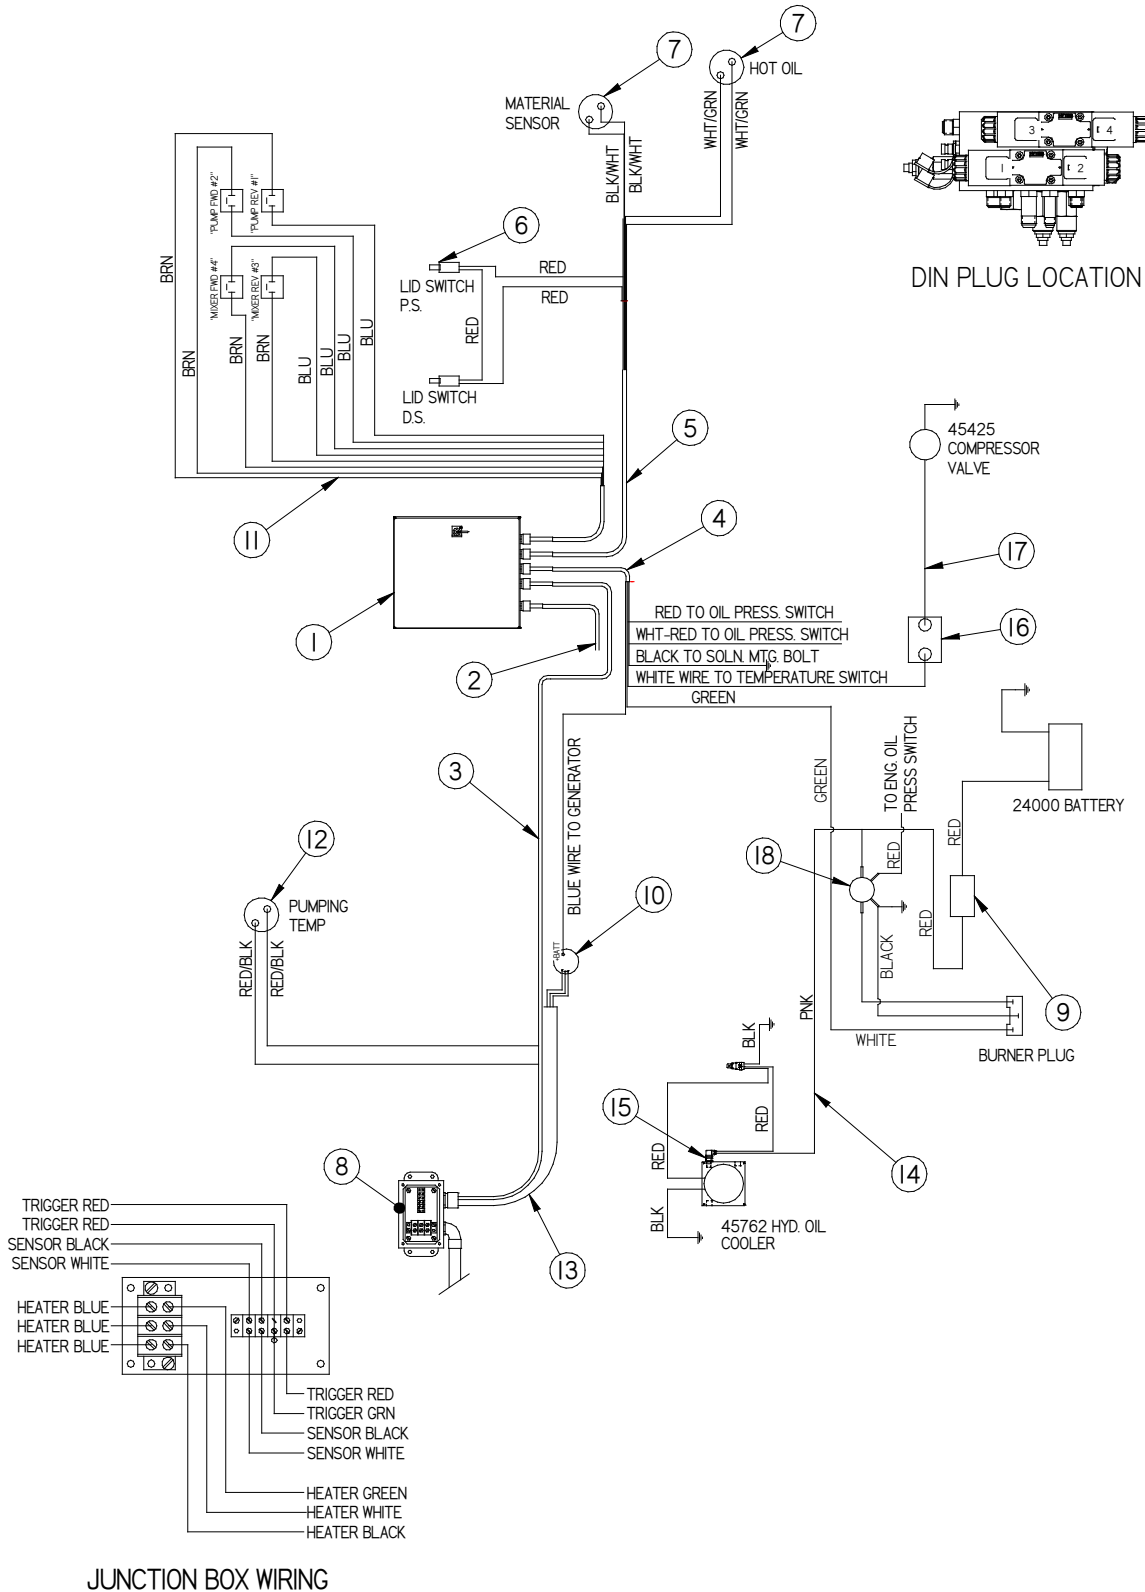 7
7
HOT OIL
MATERIAL
SENSOR
WHT/GRN
WHT/GRN
BLK/WHT
BLK/WHT
3
4
1
2
DIN PLUG LOCATION
"PUMP FWD #2"
"PUMP REV #1"
"MIXER FWD #4"
"MIXER REV #3"
BRN
BRN
BRN
BRN
BLU
BLU
BLU
BLU
6
LID SWITCH
P.S.
RED
RED
RED
LID SWITCH
D.S.
5
45425
COMPRESSOR
VALVE
11
4
17
1
2
RED TO OIL PRESS. SWITCH
WHT-RED TO OIL PRESS. SWITCH
BLACK TO SOLN. MTG. BOLT
WHITE WIRE TO TEMPERATURE SWITCH
GREEN
16
3
BLUE WIRE TO GENERATOR
GREEN
TO ENG. OIL
PRESS SWITCH
24000 BATTERY
12
PUMPING
TEMP
RED/BLK
RED/BLK
10
+BATT
18
RED
RED
RED
BLACK
9
PNK
WHITE
BURNER PLUG
BLK
RED
15
RED
BLK
45762 HYD. OIL
COOLER
14
8
13
TRIGGER RED
TRIGGER RED
SENSOR BLACK
SENSOR WHITE
HEATER BLUE
HEATER BLUE
HEATER BLUE
TRIGGER RED
TRIGGER GRN
SENSOR BLACK
SENSOR WHITE
HEATER GREEN
HEATER WHITE
HEATER BLACK
JUNCTION BOX WIRING